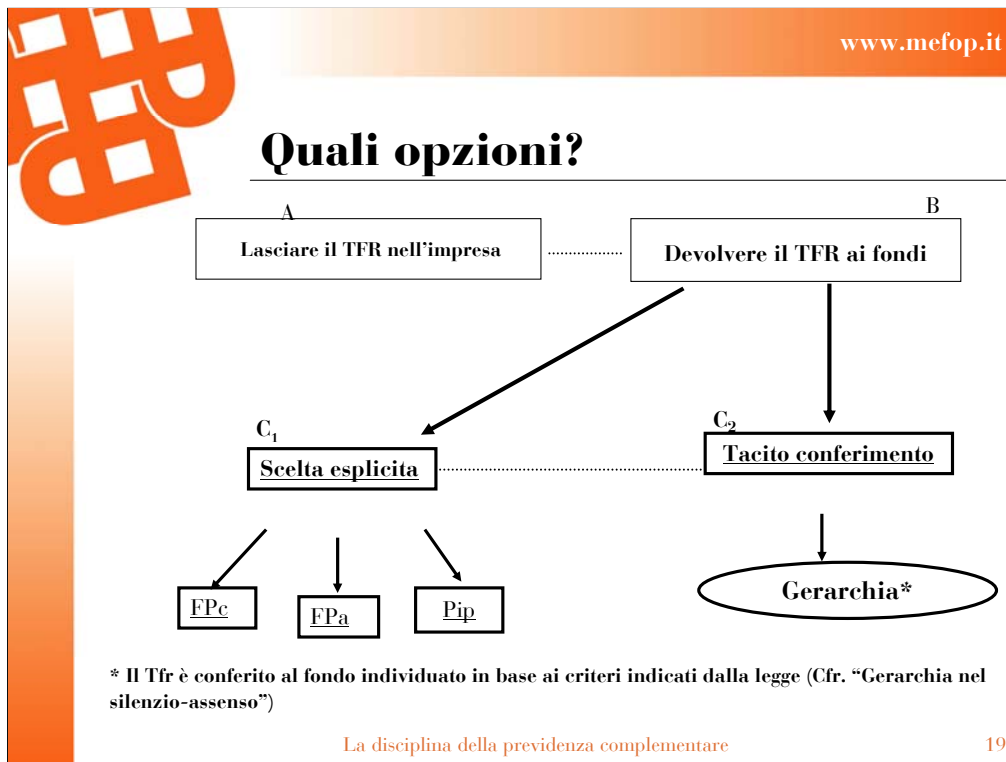 www.mefop.it
Quali opzioni?
A
B
Lasciare il TFR nell'impresa
Devolvere il TFR ai fondi
C₁
C₂
Scelta esplicita
Tacito conferimento
FPc
FPa
Pip
Gerarchia*
* Il Tfr è conferito al fondo individuato in base ai criteri indicati dalla legge (Cfr. “Gerarchia nel
silenzio-assenso”)
La disciplina della previdenza complementare
19